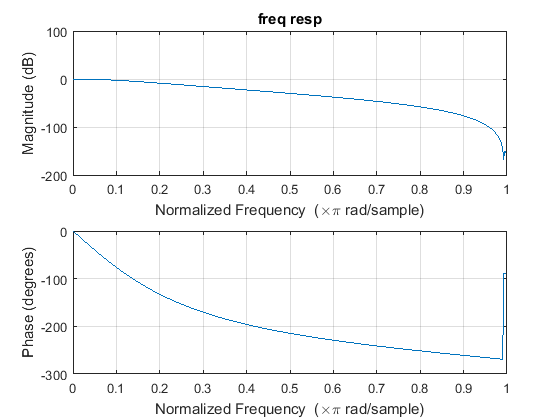 freq resp
100
0
-100
-200
Magnitude (dB)
0 0.1 0.2 0.3 0.4 0.5 0.6 0.7 0.8 0.9 1
Normalized Frequency (×π rad/sample)
0
-100
-200
-300
Phase (degrees)
0 0.1 0.2 0.3 0.4 0.5 0.6 0.7 0.8 0.9 1
Normalized Frequency (×π rad/sample)